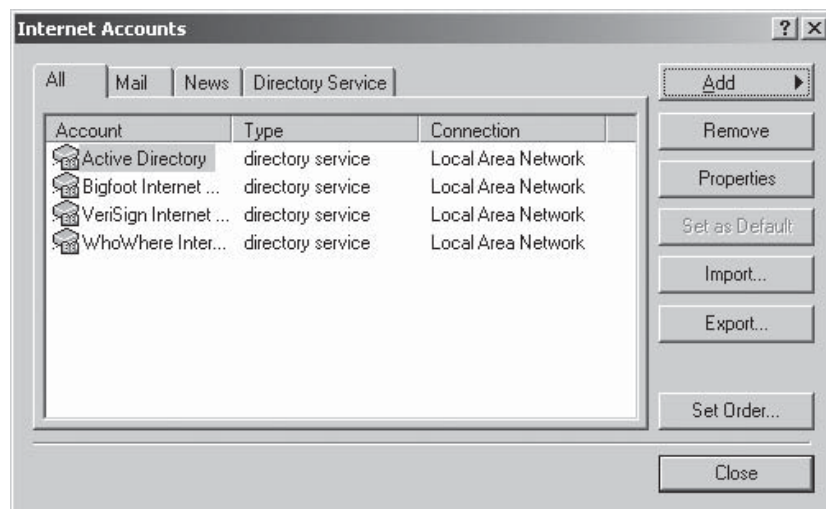 Internet Accounts
All Mail News Directory Service
Add
Account Type Connection
Remove
Active Directory directory service Local Area Network
Bigfoot Internet ... directory service Local Area Network
Properties
VeriSign Internet ... directory service Local Area Network
Set as Default
WhoWhere Inter... directory service Local Area Network
Import...
Export...
Set Order...
Close